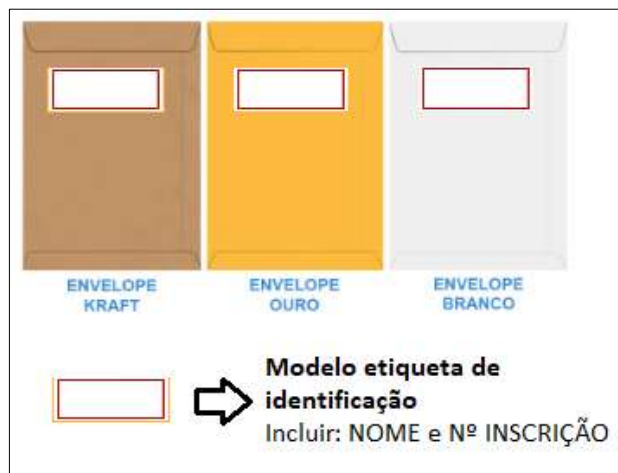 ENVELOPE
KRAFT
ENVELOPE
OURO
ENVELOPE
BRANCO
Modelo etiqueta de
identificação
Incluir: NOME e Nº INSCRIÇÃO